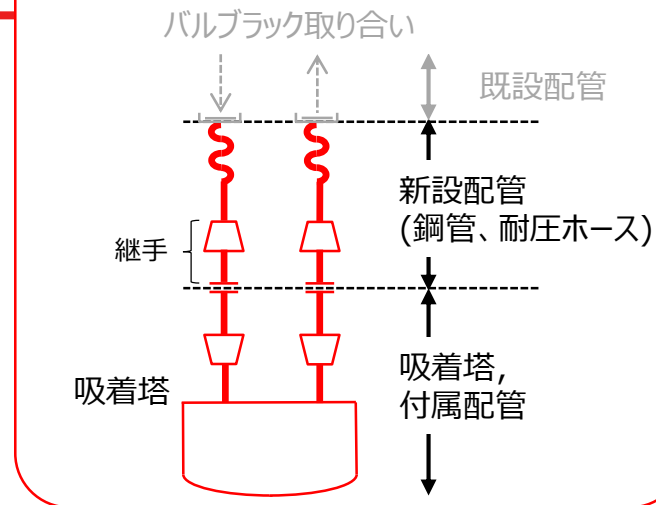 バルブラック取り合い
既設配管
新設配管
(鋼管、耐圧ホース)
継手
吸着塔
吸着塔,
付属配管